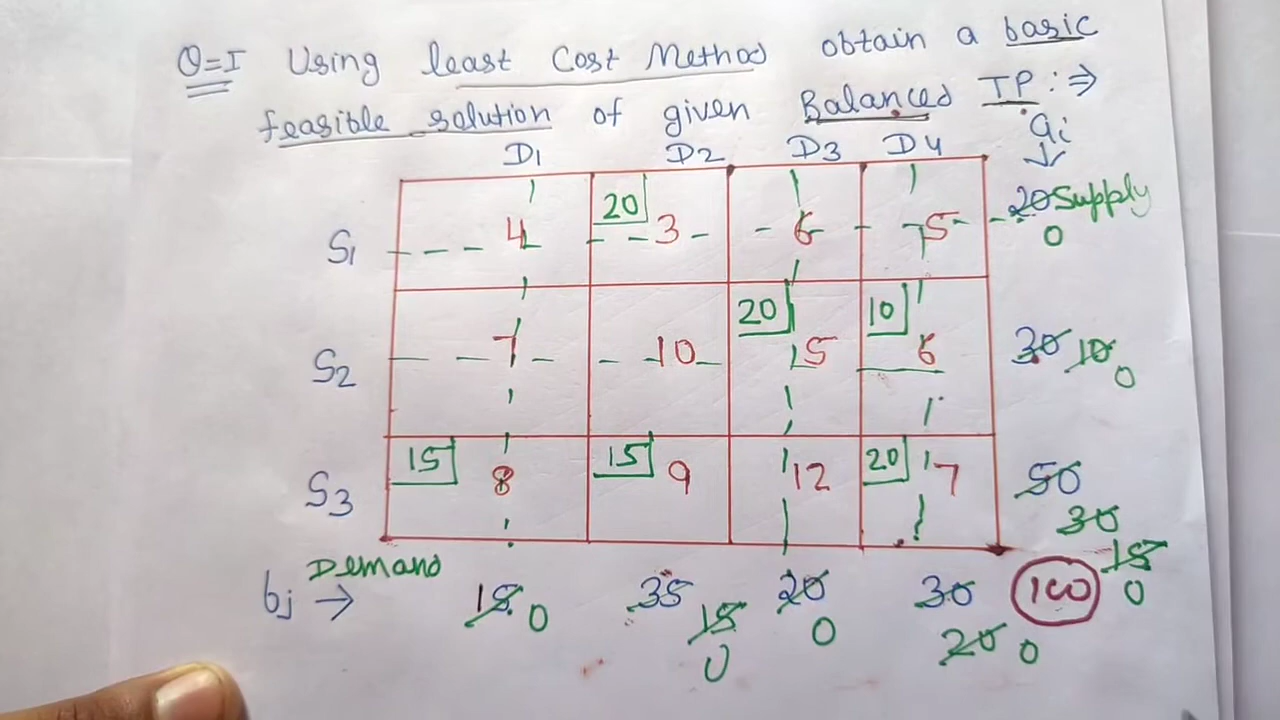 Q=I Using least Cost Method obtain a basic
feasible solution of given Balanced TP :⇒
D1 D2 D3 D4 ai
↓
S1 4 20 3 6 5 20 Supply
0
S2 7 10 20 5 10 6 30 10 0
S3 15 8 15 9 12 20 7 50
30
15
0
Demand
bj → 15 0 35 15 0 20 0 30 20 0 100